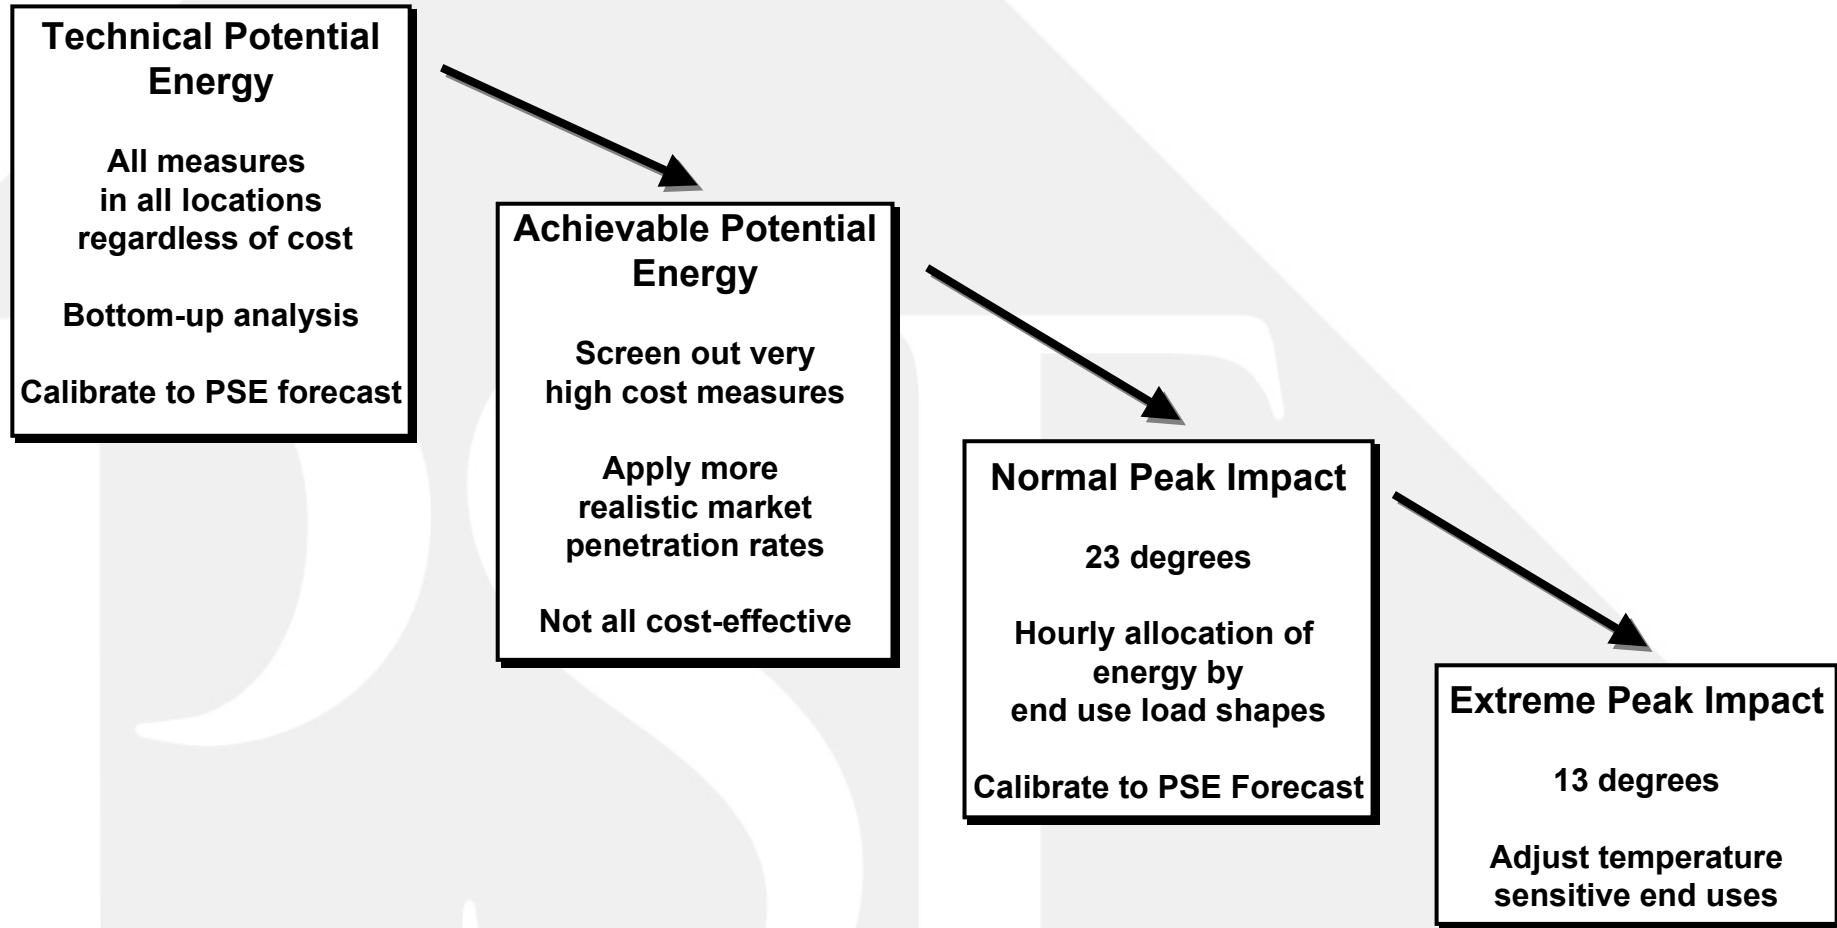 Technical Potential
Energy
All measures
in all locations
regardless of cost
Bottom-up analysis
Calibrate to PSE forecast
Achievable Potential
Energy
Screen out very
high cost measures
Apply more
realistic market
penetration rates
Not all cost-effective
Normal Peak Impact
23 degrees
Hourly allocation of
energy by
end use load shapes
Calibrate to PSE Forecast
Extreme Peak Impact
13 degrees
Adjust temperature
sensitive end uses